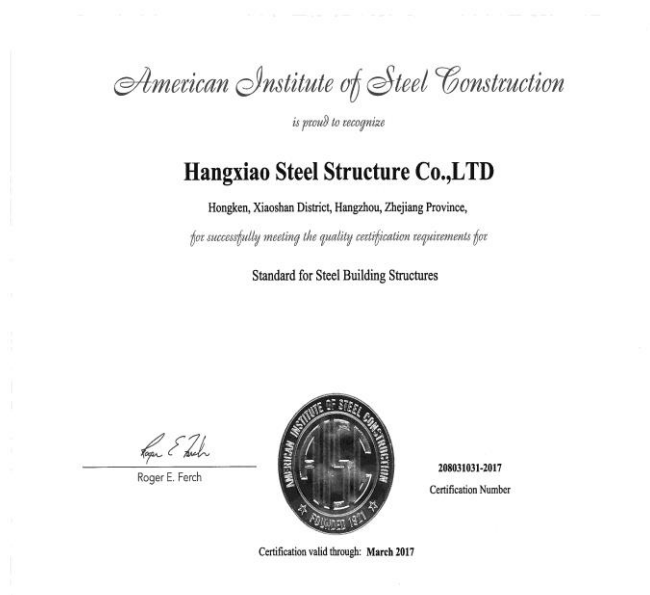 American Institute of Steel Construction
is proud to recognize
Hangxiao Steel Structure Co.,LTD
Hongken, Xiaoshan District, Hangzhou, Zhejiang Province,
for successfully meeting the quality certification requirements for
Standard for Steel Building Structures
Roger E. Ferch
Roger E. Ferch
AMERICAN INSTITUTE OF STEEL CONSTRUCTION
AISC
FOUNDED 1921
208031031-2017
Certification Number
Certification valid through: March 2017